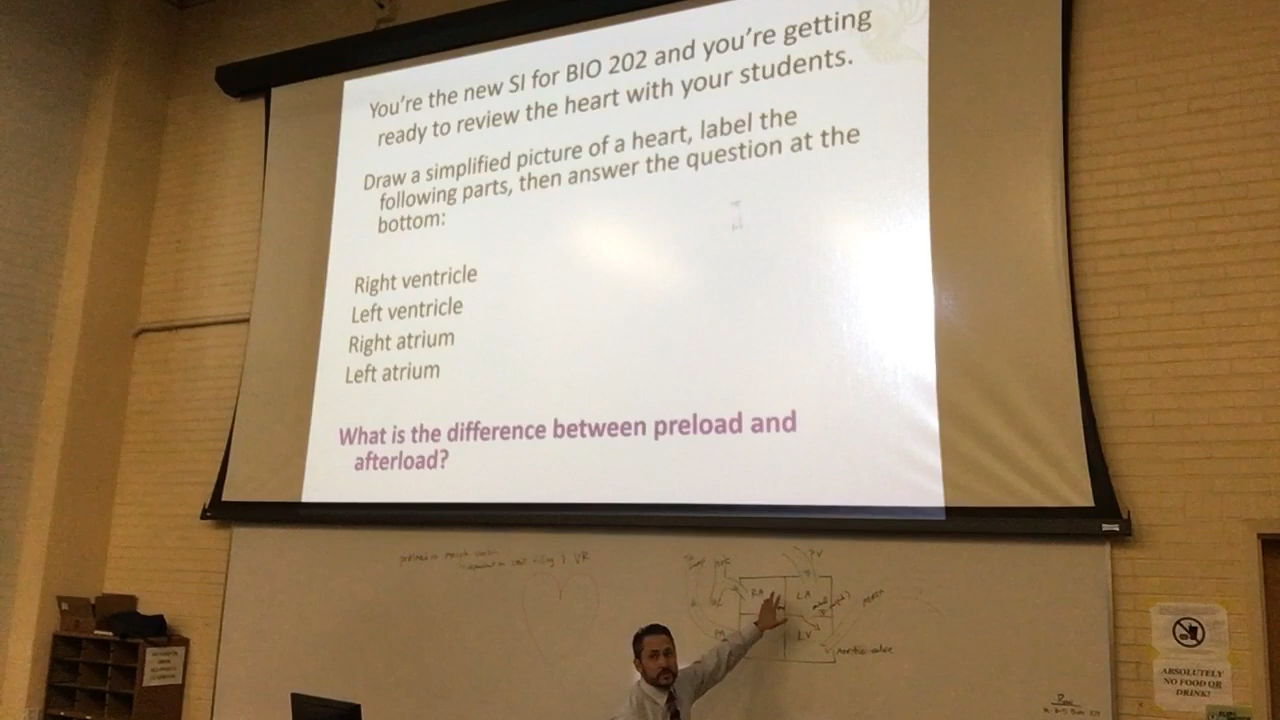 You're the new SI for BIO 202 and you're getting
ready to review the heart with your students.
Draw a simplified picture of a heart, label the
following parts, then answer the question at the
bottom:
Right ventricle
Left ventricle
Right atrium
Left atrium
What is the difference between preload and
afterload?
VR
PV
RA
LA
LV
Aortic valve
ABSOLUTELY
NO FOOD OR
DRINK!